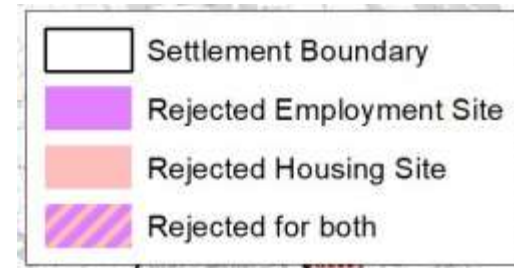 Settlement Boundary
Rejected Employment Site
Rejected Housing Site
Rejected for both